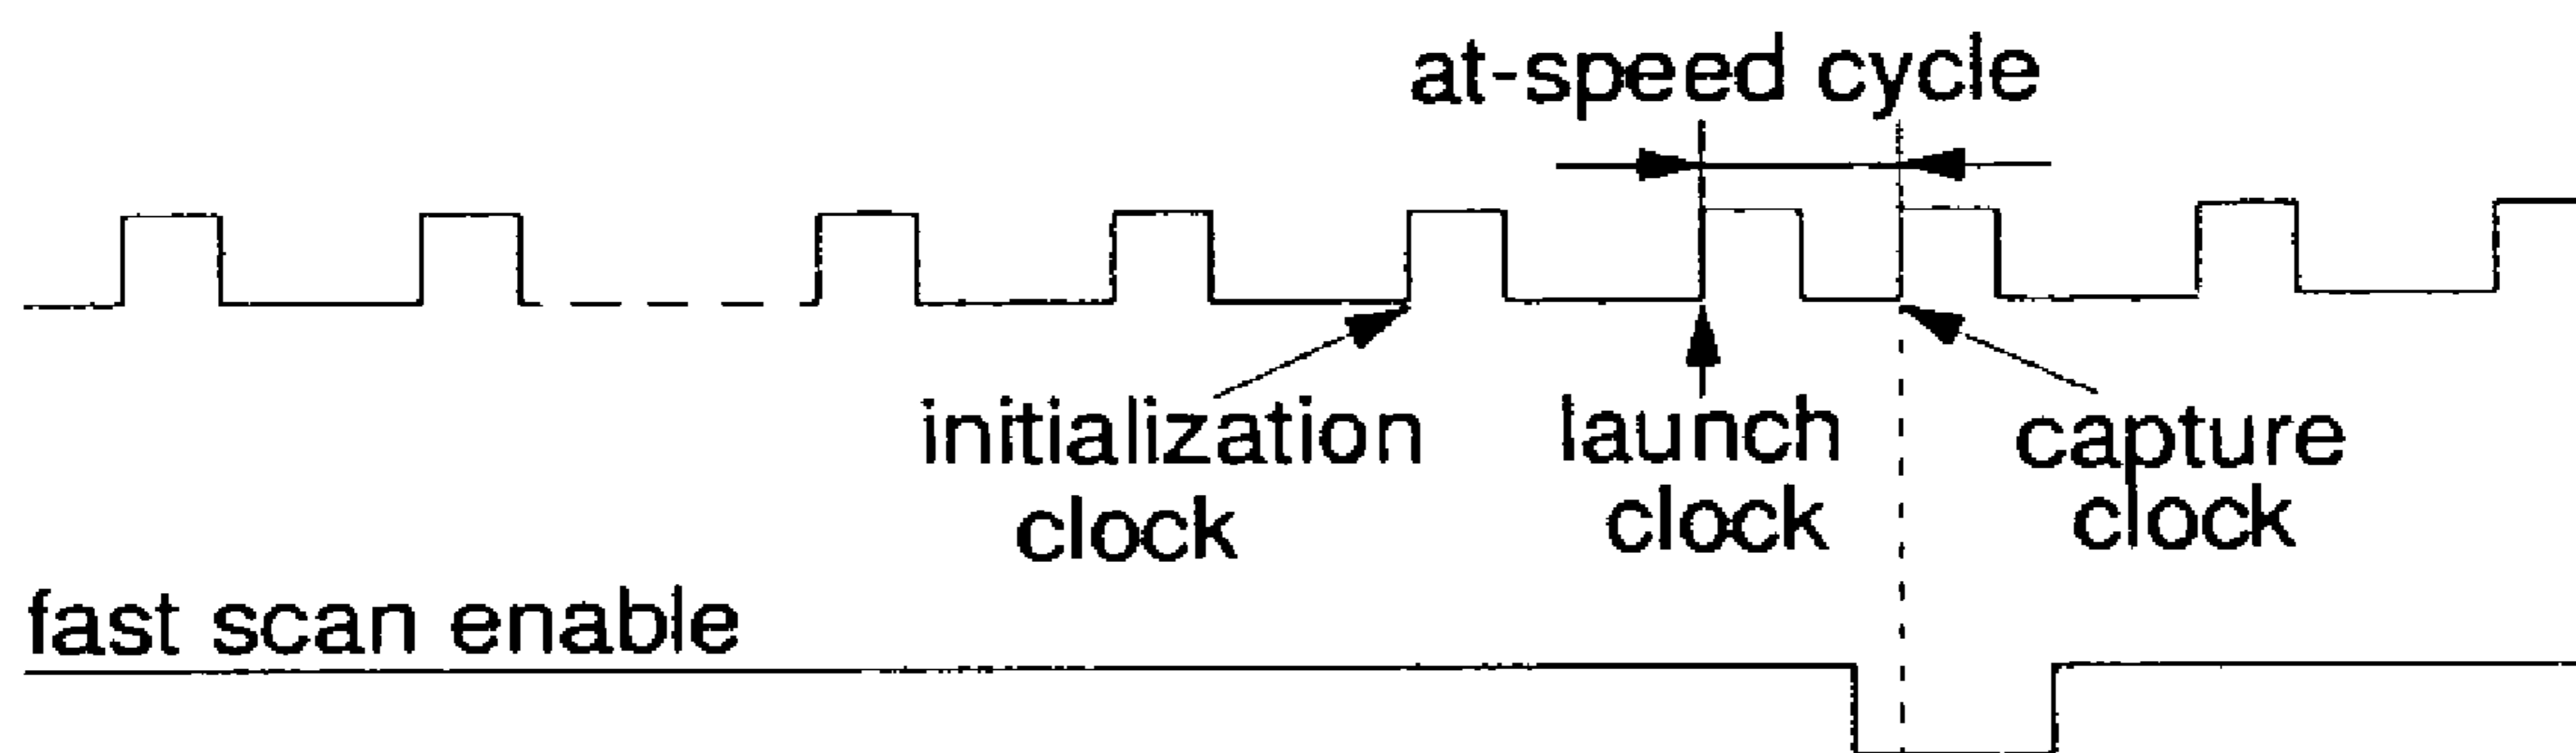 at-speed cycle
initialization
clock
launch
clock
capture
clock
fast scan enable